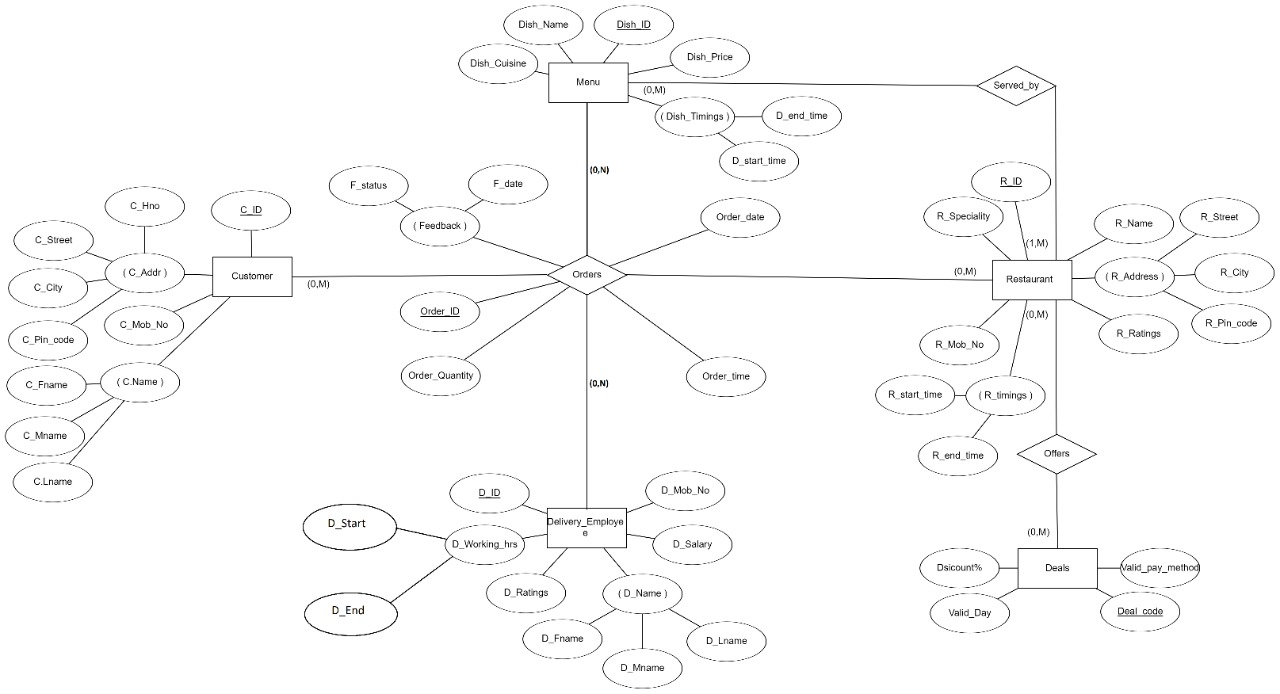 Dish_Name
Dish_ID
Dish_Cuisine
Dish_Price
Menu
(0,M)
Served_by
( Dish_Timings )
D_end_time
D_start_time
(0,N)
F_status
F_date
( Feedback )
Order_date
C_Hno
C_ID
C_Street
( C_Addr )
C_City
Customer
(0,M)
C_Mob_No
C_Pin_code
C_Fname
( C.Name )
C_Mname
C.Lname
Orders
Order_ID
Order_Quantity
Order_time
(0,N)
(0,M)
R_ID
R_Speciality
(1,M)
R_Name
R_Street
Restaurant
( R_Address )
R_City
R_Pin_code
R_Ratings
(0,M)
R_Mob_No
R_start_time
( R_timings )
R_end_time
Offers
(0,M)
Dsicount%
Deals
Valid_pay_method
Valid_Day
Deal_code
D_ID
D_Mob_No
Delivery_Employe
e
D_Start
D_Working_hrs
D_Salary
D_End
D_Ratings
( D_Name )
D_Fname
D_Mname
D_Lname